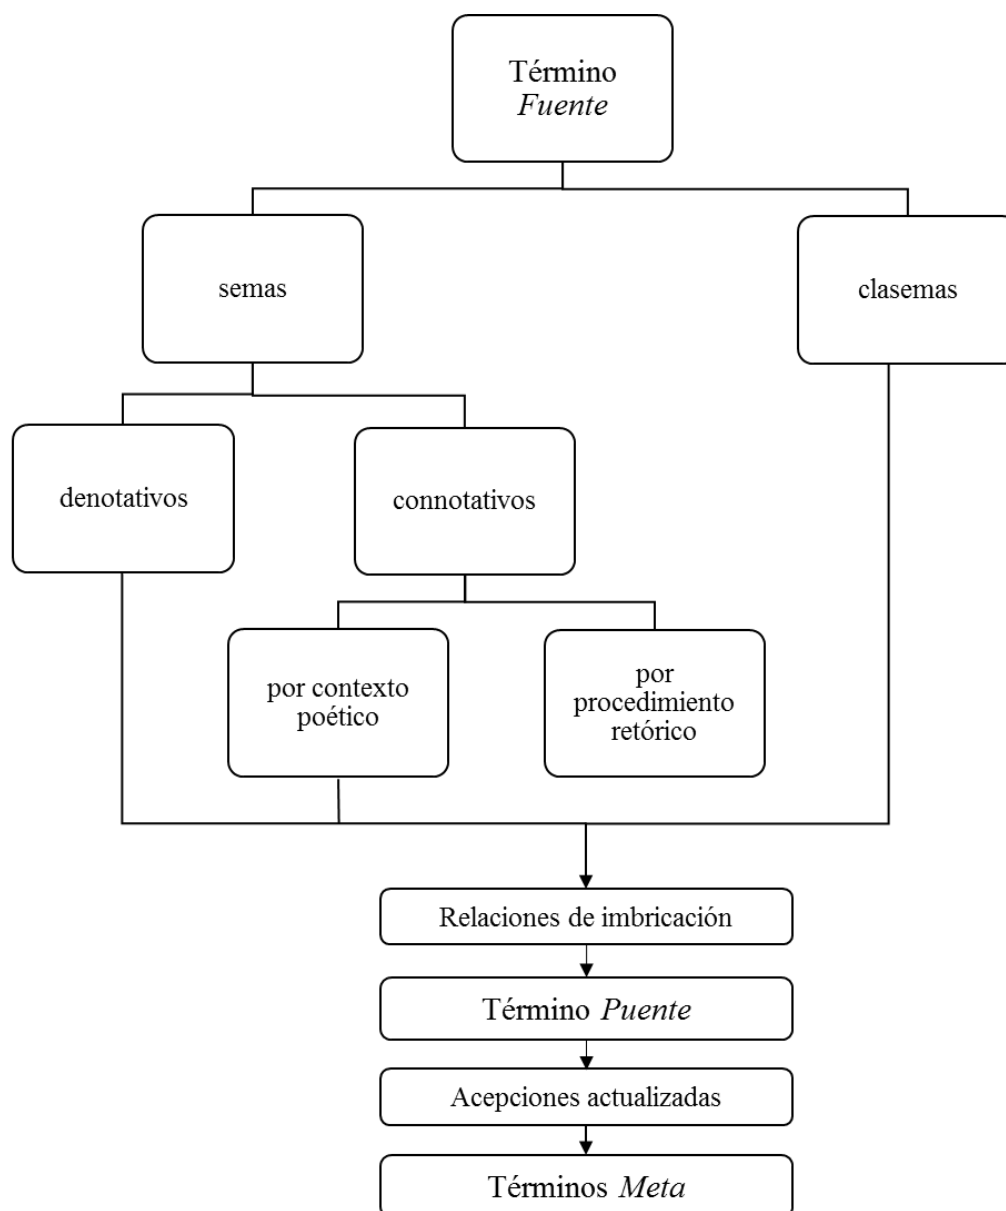 Término
Fuente
semas
clasemas
denotativos
connotativos
por contexto
poético
por
procedimiento
retórico
Relaciones de imbricación
Término Puente
Acepciones actualizadas
Términos Meta